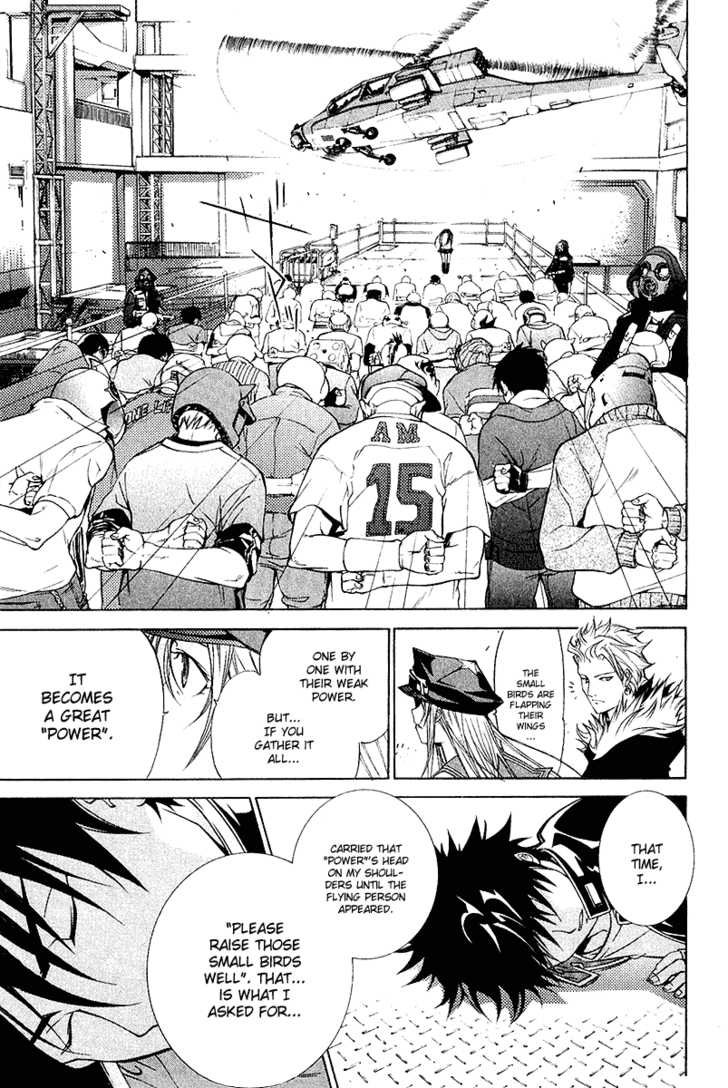 ONE LI
AM
15
THE
SMALL
BIRDS ARE
FLAPPING
THEIR
WINGS
...
ONE BY
ONE WITH
THEIR WEAK
POWER.
BUT...
IF YOU
GATHER IT
ALL...
IT
BECOMES
A GREAT
"POWER".
THAT
TIME,
I...
CARRIED THAT
"POWER"'S HEAD
ON MY SHOUL-
DERS UNTIL THE
FLYING PERSON
APPEARED.
"PLEASE
RAISE THOSE
SMALL BIRDS
WELL". THAT...
IS WHAT I
ASKED FOR...